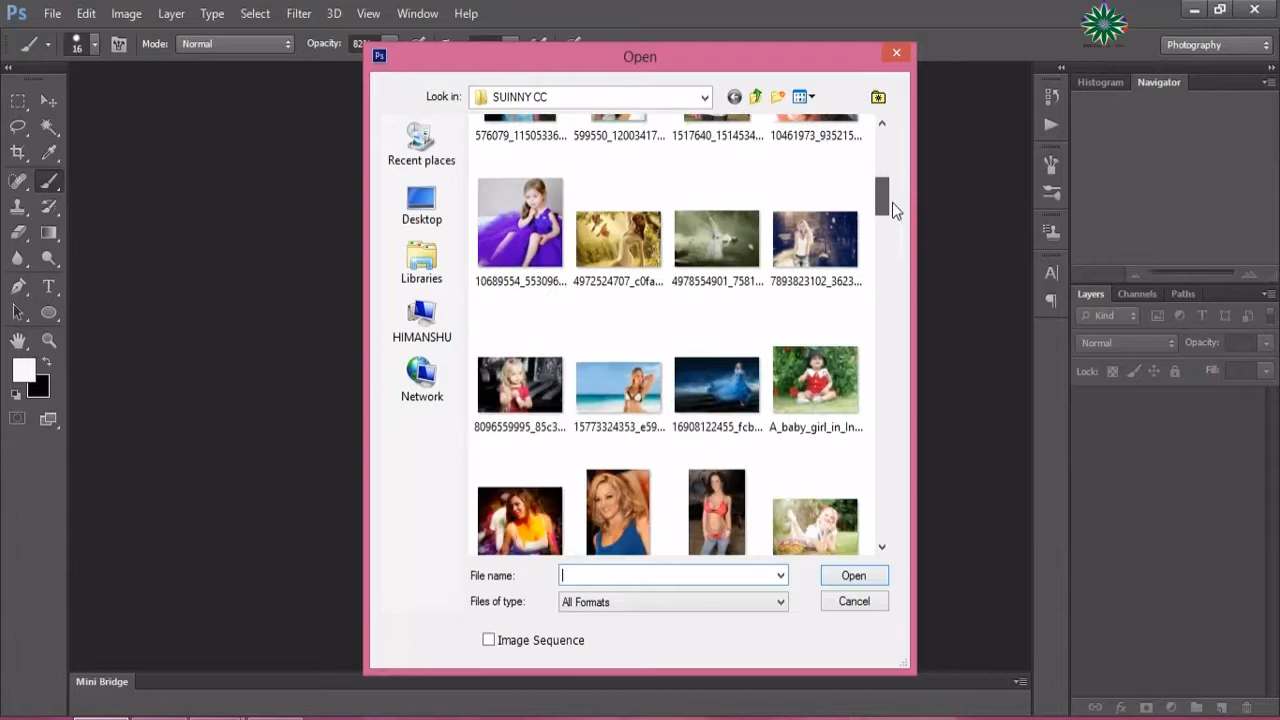 Ps File Edit Image Layer Type Select Filter 3D View Window Help
16 Mode: Normal Opacity: 82% Photography
Open
Histogram Navigator
Look in: SUINNY CC
576079_11505336... 599550_12003417... 1517640_1514534... 10461973_935215...
Recent places
Desktop
Libraries
HIMANSHU
Network
10689554_553096... 4972524707_c0fa... 4978554901_7581... 7893823102_3623...
8096559995_85c3... 15773324353_e59... 16908122455_fcb... A_baby_girl_in_In...
Layers Channels Paths
Kind
Normal Opacity:
Lock: Fill:
File name: Open
Files of type: All Formats Cancel
Image Sequence
Mini Bridge